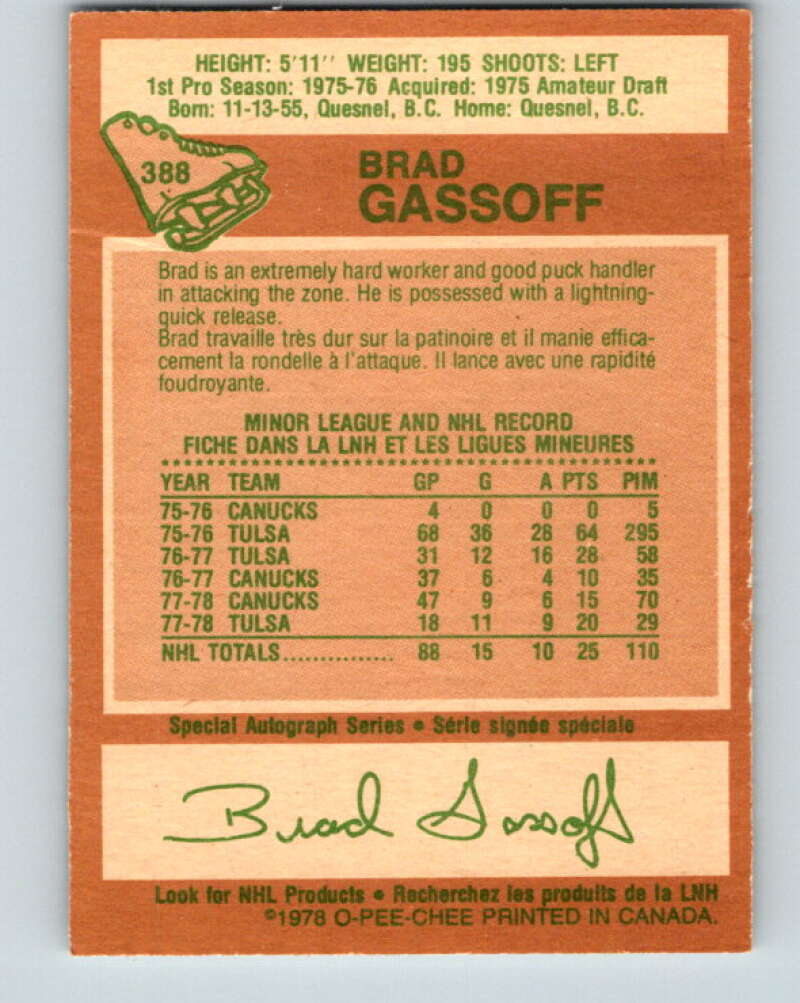 HEIGHT: 5'11'' WEIGHT: 195 SHOOTS: LEFT
1st Pro Season: 1975-76 Acquired: 1975 Amateur Draft
Born: 11-13-55, Quesnel, B.C. Home: Quesnel, B.C.
388
BRAD
GASSOFF
Brad is an extremely hard worker and good puck handler
in attacking the zone. He is possessed with a lightning-
quick release.
Brad travaille très dur sur la patinoire et il manie effica-
cement la rondelle à l'attaque. Il lance avec une rapidité
foudroyante.
MINOR LEAGUE AND NHL RECORD
FICHE DANS LA LNH ET LES LIGUES MINEURES
YEAR TEAM GP G A PTS PIM
75-76 CANUCKS 4 0 0 0 5
75-76 TULSA 68 36 28 64 295
76-77 TULSA 31 12 16 28 58
76-77 CANUCKS 37 6 4 10 35
77-78 CANUCKS 47 9 6 15 70
77-78 TULSA 18 11 9 20 29
NHL TOTALS............... 88 15 10 25 110
Special Autograph Series • Série signée spéciale
Brad Gassoff
Look for NHL Products • Recherchez les produits de la LNH
©1978 O-PEE-CHEE PRINTED IN CANADA.